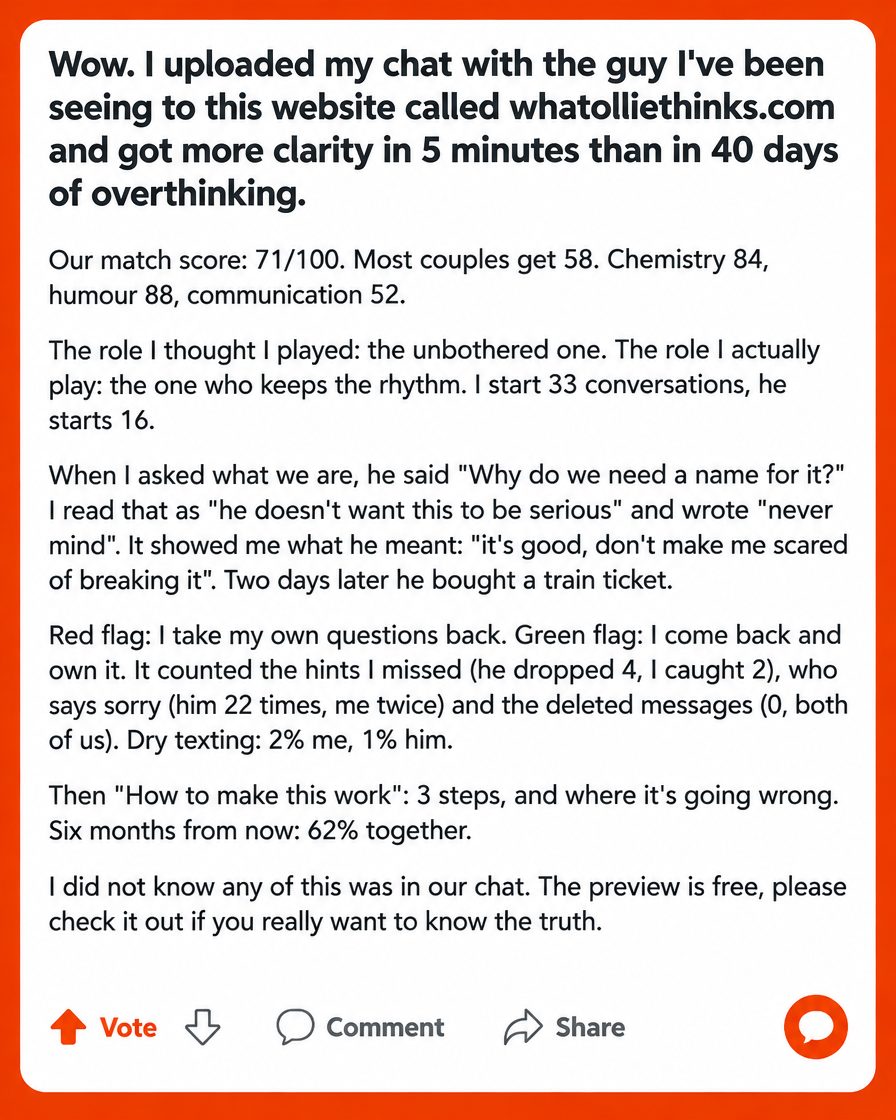 Wow. I uploaded my chat with the guy I've been
seeing to this website called whatolliethinks.com
and got more clarity in 5 minutes than in 40 days
of overthinking.
Our match score: 71/100. Most couples get 58. Chemistry 84,
humour 88, communication 52.
The role I thought I played: the unbothered one. The role I actually
play: the one who keeps the rhythm. I start 33 conversations, he
starts 16.
When I asked what we are, he said "Why do we need a name for it?"
I read that as "he doesn't want this to be serious" and wrote "never
mind". It showed me what he meant: "it's good, don't make me scared
of breaking it". Two days later he bought a train ticket.
Red flag: I take my own questions back. Green flag: I come back and
own it. It counted the hints I missed (he dropped 4, I caught 2), who
says sorry (him 22 times, me twice) and the deleted messages (0, both
of us). Dry texting: 2% me, 1% him.
Then "How to make this work": 3 steps, and where it's going wrong.
Six months from now: 62% together.
I did not know any of this was in our chat. The preview is free, please
check it out if you really want to know the truth.
Vote Comment Share